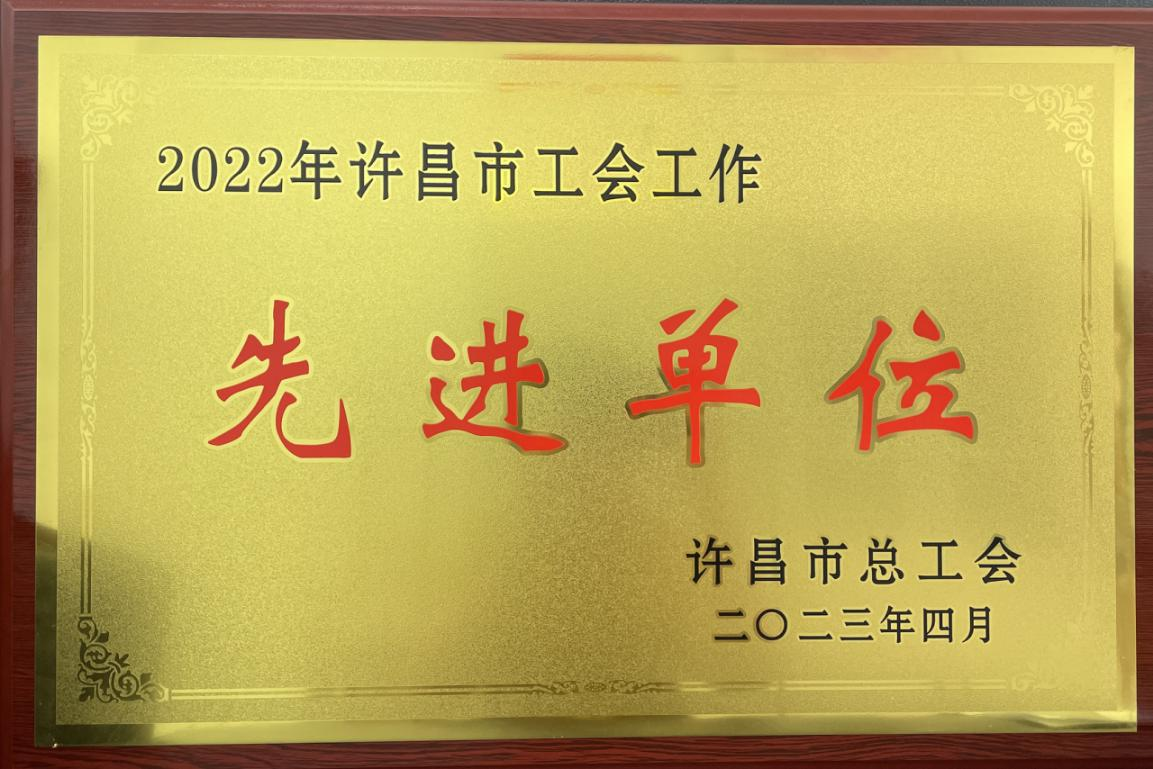 2022年许昌市工会工作
先进单位
许昌市总工会
二〇二三年四月